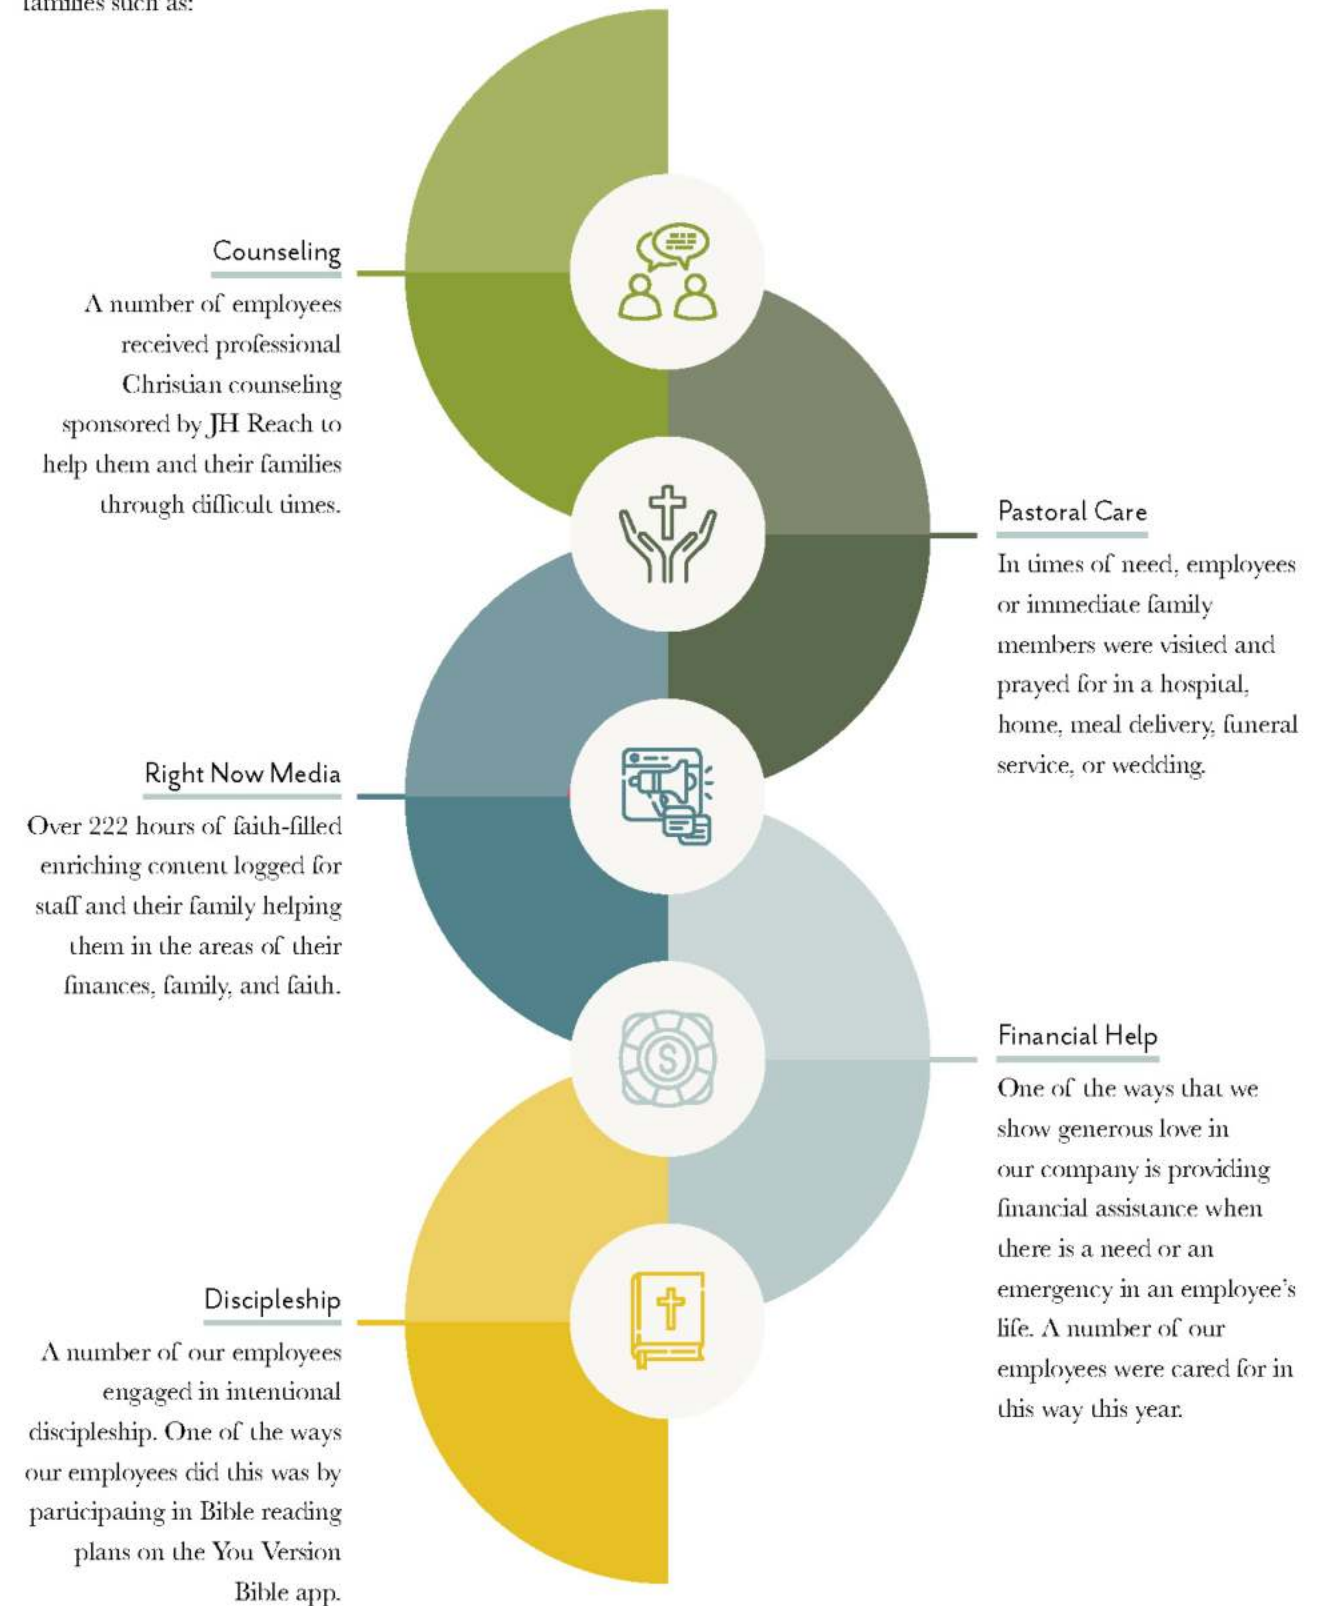 families such as:
Counseling
A number of employees
received professional
Christian counseling
sponsored by JH Reach to
help them and their families
through difficult times.
Pastoral Care
In times of need, employees
or immediate family
members were visited and
prayed for in a hospital,
home, meal delivery, funeral
service, or wedding.
Right Now Media
Over 222 hours of faith-filled
enriching content logged for
staff and their family helping
them in the areas of their
finances, family, and faith.
Financial Help
One of the ways that we
show generous love in
our company is providing
financial assistance when
there is a need or an
emergency in an employee's
life. A number of our
employees were cared for in
this way this year.
Discipleship
A number of our employees
engaged in intentional
discipleship. One of the ways
our employees did this was by
participating in Bible reading
plans on the You Version
Bible app.